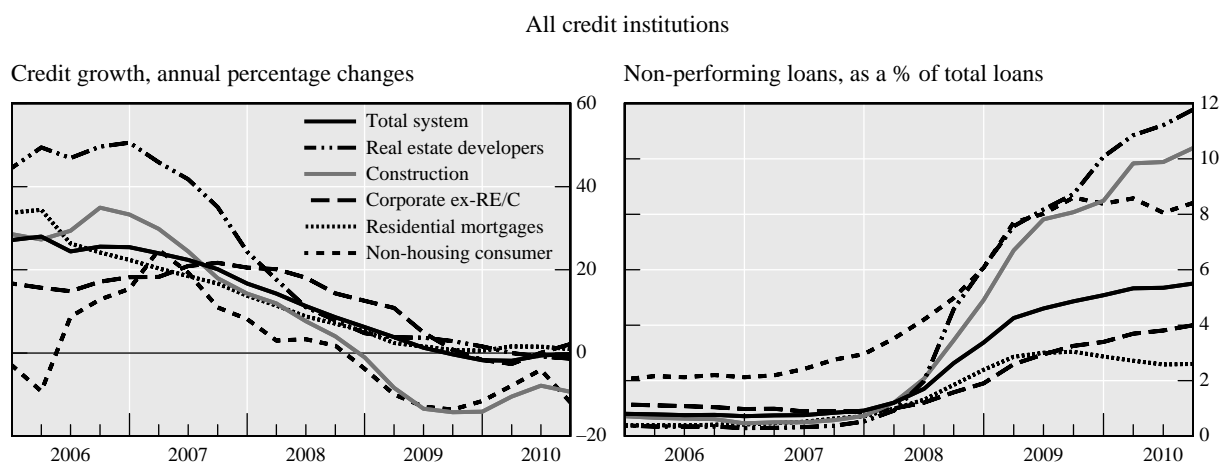 All credit institutions
Credit growth, annual percentage changes
60
40
20
0
–20
Total system
Real estate developers
Construction
Corporate ex-RE/C
Residential mortgages
Non-housing consumer
2006 2007 2008 2009 2010
Non-performing loans, as a % of total loans
12
10
8
6
4
2
0
2006 2007 2008 2009 2010